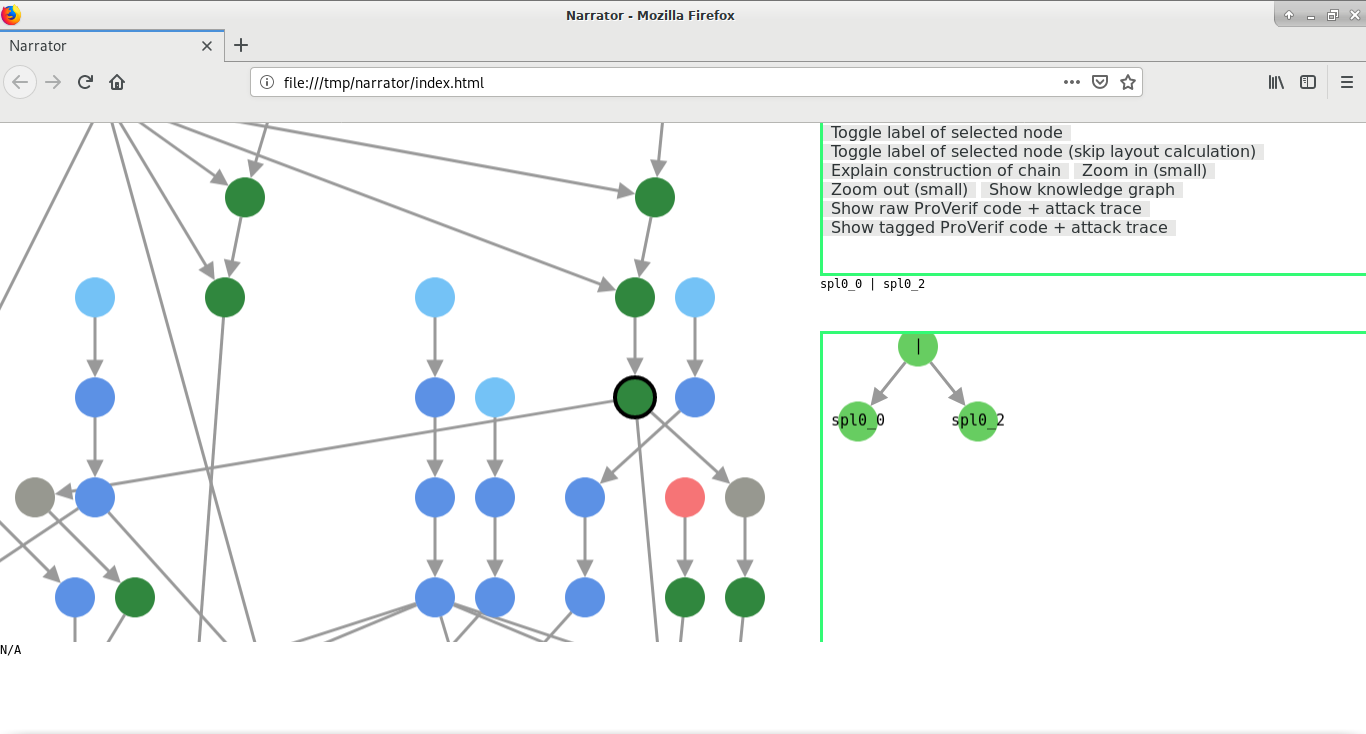 Narrator - Mozilla Firefox
Narrator
file:///tmp/narrator/index.html
Toggle label of selected node
Toggle label of selected node (skip layout calculation)
Explain construction of chain Zoom in (small)
Zoom out (small) Show knowledge graph
Show raw ProVerif code + attack trace
Show tagged ProVerif code + attack trace
spl0_0 | spl0_2
|
spl0_0 spl0_2
N/A